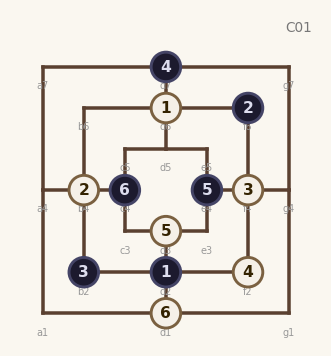 C01
4
a7 d7 g7
1 2
b6 d6 f6
c5 d5 e5
2 6 5 3
a4 b4 c4 e4 f4 g4
5
c3 d3 e3
3 1 4
b2 d2 f2
6
a1 d1 g1